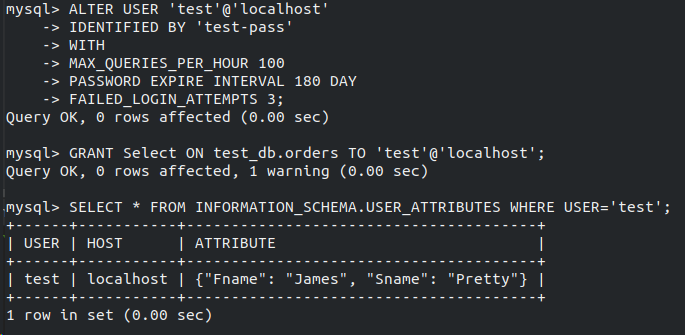 mysql> ALTER USER 'test'@'localhost'
    -> IDENTIFIED BY 'test-pass'
    -> WITH
    -> MAX_QUERIES_PER_HOUR 100
    -> PASSWORD EXPIRE INTERVAL 180 DAY
    -> FAILED_LOGIN_ATTEMPTS 3;
Query OK, 0 rows affected (0.00 sec)
mysql> GRANT Select ON test_db.orders TO 'test'@'localhost';
Query OK, 0 rows affected, 1 warning (0.00 sec)
mysql> SELECT * FROM INFORMATION_SCHEMA.USER_ATTRIBUTES WHERE USER='test';
+------+-----------+---------------------------------------+
| USER | HOST      | ATTRIBUTE                             |
+------+-----------+---------------------------------------+
| test | localhost | {"Fname": "James", "Sname": "Pretty"} |
+------+-----------+---------------------------------------+
1 row in set (0.00 sec)